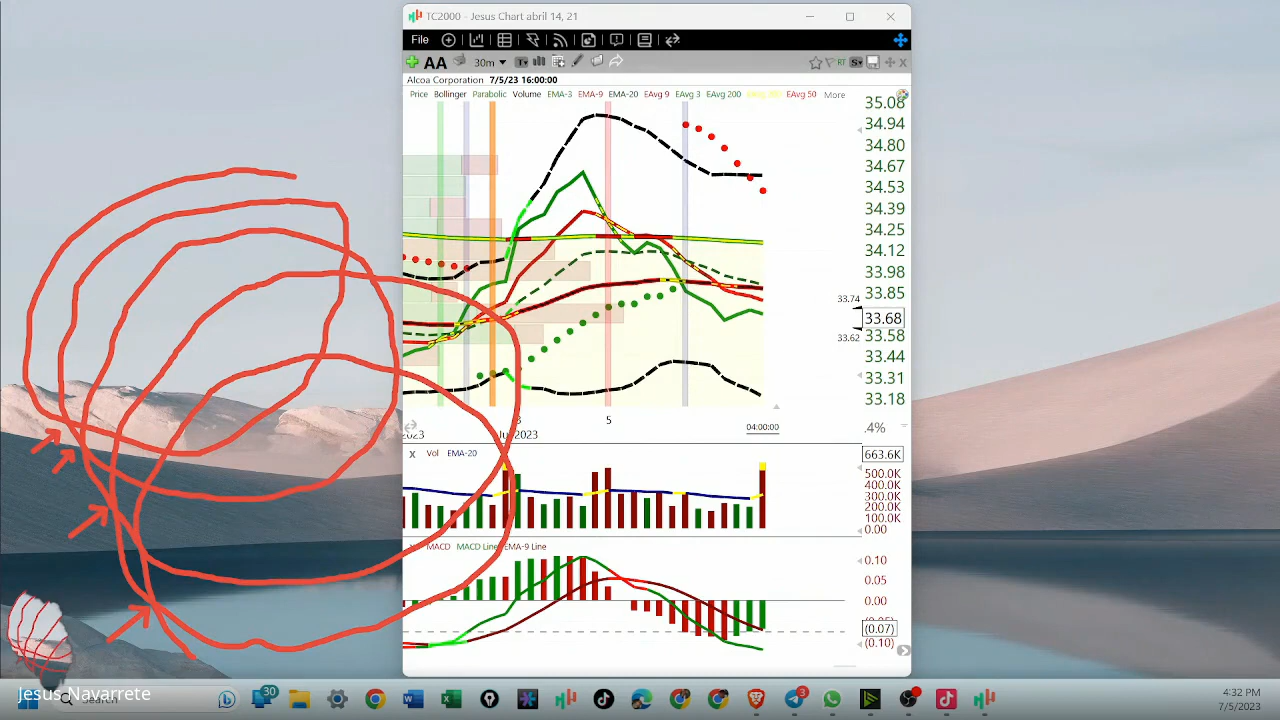 TC2000 - Jesus Chart abril 14, 21
File
AA 30m RT
Alcoa Corporation 7/5/23 16:00:00
Price Bollinger Parabolic Volume EMA-3 EMA-9 EMA-20 EAvg 9 EAvg 3 EAvg 200 EAvg 50 More
35.08
34.94
34.80
34.67
34.53
34.39
34.25
34.12
33.98
33.85
33.74
33.68
33.62
33.58
33.44
33.31
33.18
5
2023
04:00:00
.4%
X Vol EMA-20
663.6K
500.0K
400.0K
300.0K
200.0K
100.0K
0.00
MACD MACD Line EMA-9 Line
0.10
0.05
0.00
(0.07)
(0.10)
Jesus Navarrete
Search
30
3
4:32 PM
7/5/2023